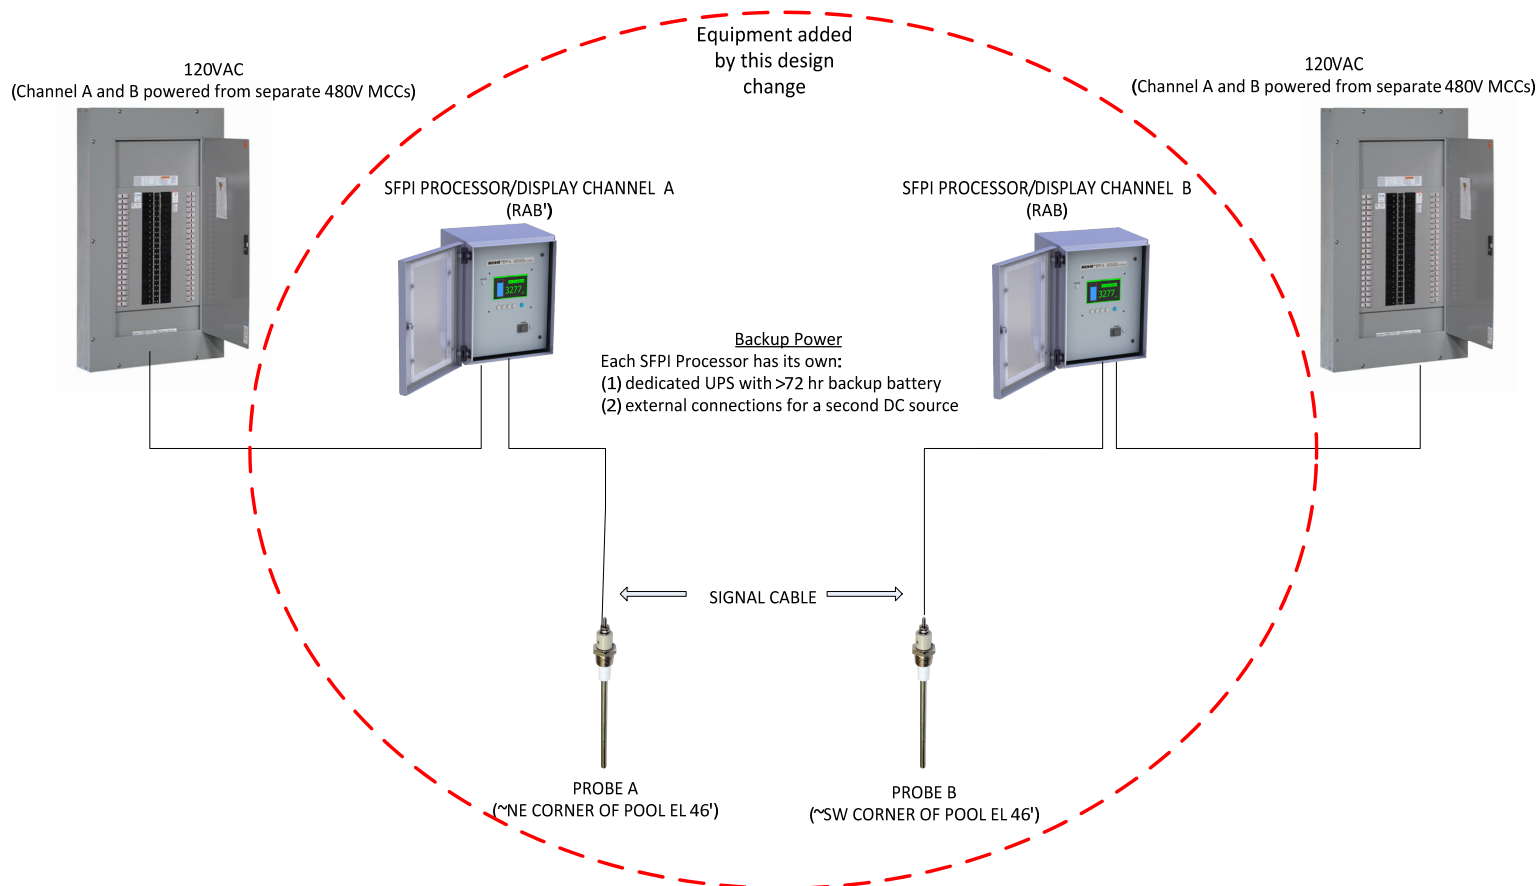 Equipment added
by this design
change
120VAC
(Channel A and B powered from separate 480V MCCs)
120VAC
(Channel A and B powered from separate 480V MCCs)
SFPI PROCESSOR/DISPLAY CHANNEL A
(RAB')
SFPI PROCESSOR/DISPLAY CHANNEL B
(RAB)
3277
3277
Backup Power
Each SFPI Processor has its own:
(1) dedicated UPS with >72 hr backup battery
(2) external connections for a second DC source
SIGNAL CABLE
PROBE A
(~NE CORNER OF POOL EL 46')
PROBE B
(~SW CORNER OF POOL EL 46')